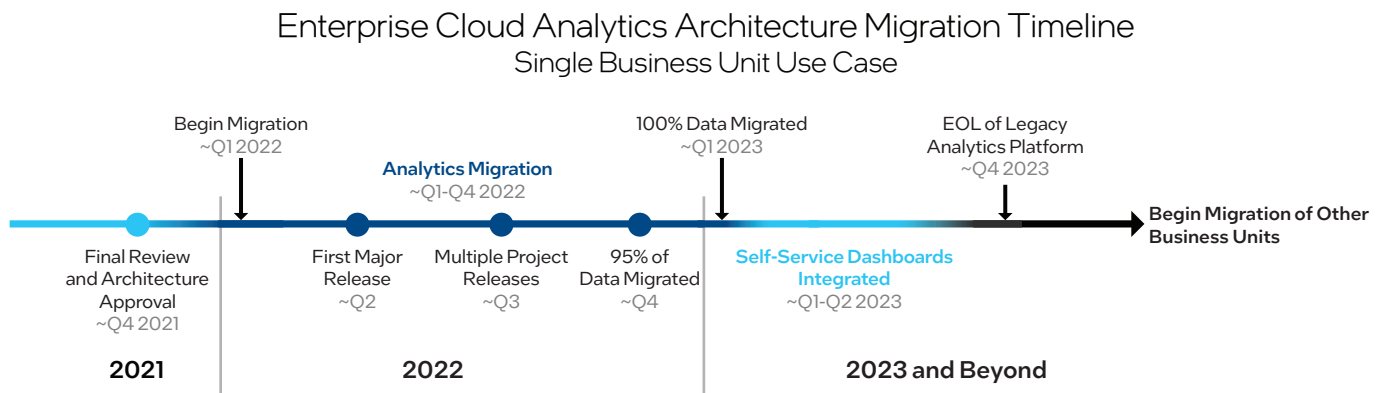 Enterprise Cloud Analytics Architecture Migration Timeline
Single Business Unit Use Case
Begin Migration
~Q1 2022
Analytics Migration
~Q1-Q4 2022
100% Data Migrated
~Q1 2023
EOL of Legacy
Analytics Platform
~Q4 2023
Begin Migration of Other
Business Units
Final Review
and Architecture
Approval
~Q4 2021
First Major
Release
~Q2
Multiple Project
Releases
~Q3
95% of
Data Migrated
~Q4
Self-Service Dashboards
Integrated
~Q1-Q2 2023
2021
2022
2023 and Beyond